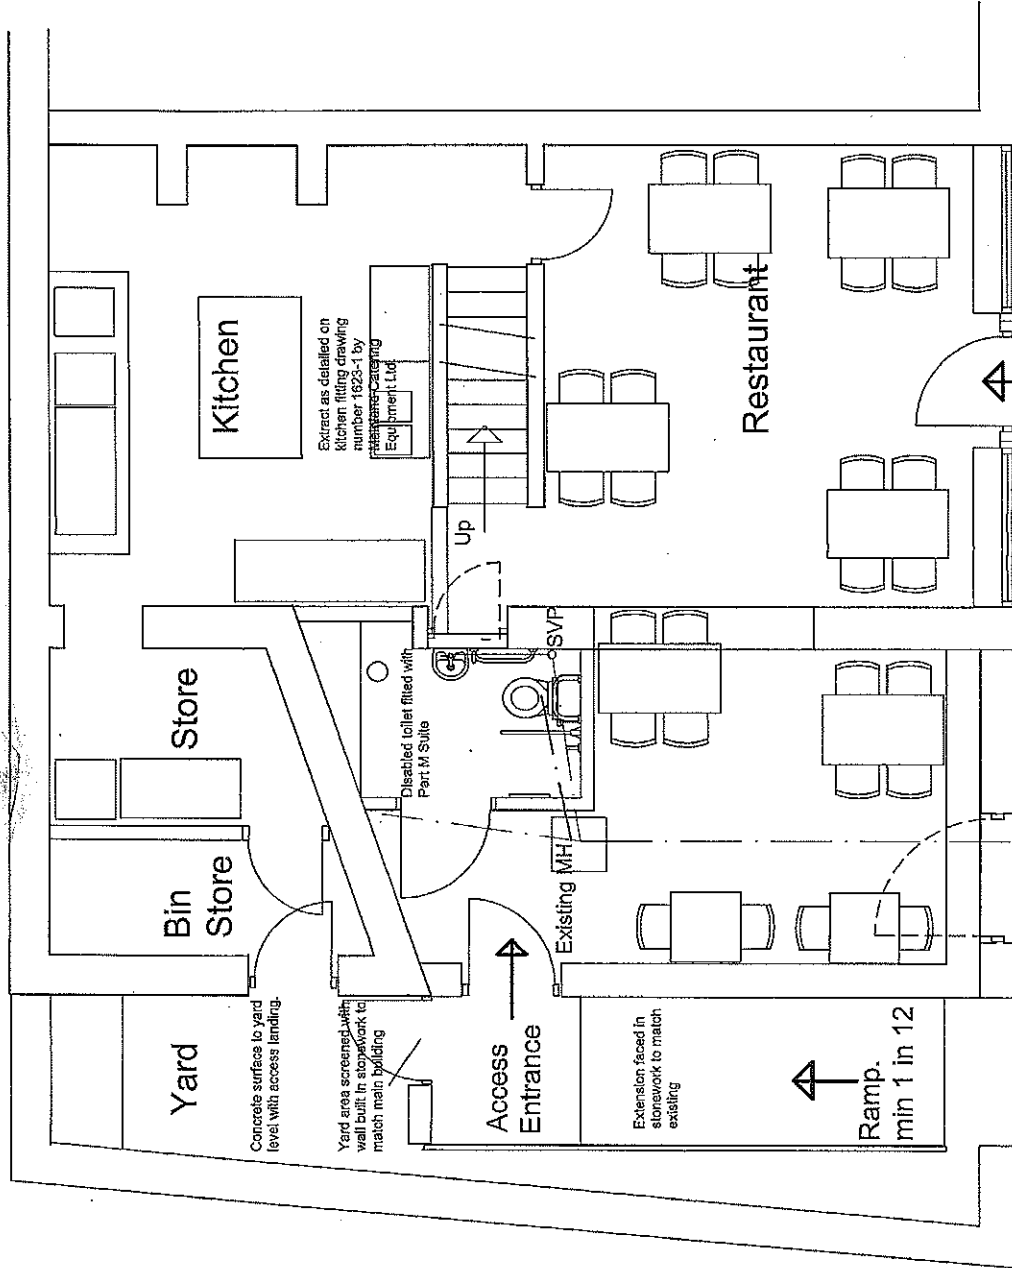 Kitchen
Extract as detailed on
kitchen fitting drawing
number 1623-1 by
Catering
Equipment Ltd.
Up
Restaurant
Store
Disabled toilet fitted with
Part M Suite
SVP
Bin
Store
Existing MH
Yard
Concrete surface to yard
level with access landing.
Yard area screened with
wall built in stonework to
match main building
Access
Entrance
Extension faced in
stonework to match
existing
Ramp.
min 1 in 12